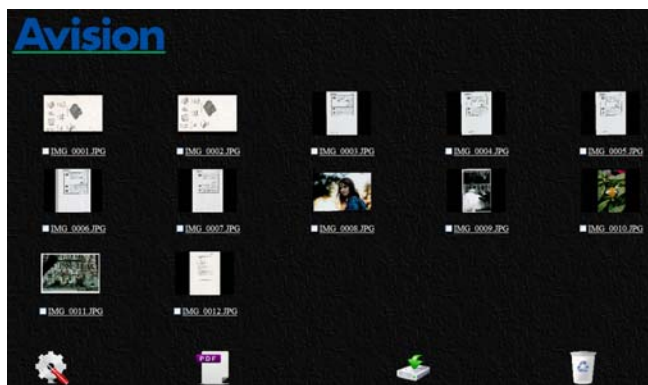 Avision
IMG_0001.JPG IMG_0002.JPG IMG_0003.JPG IMG_0004.JPG IMG_0005.JPG
IMG_0006.JPG IMG_0007.JPG IMG_0008.JPG IMG_0009.JPG IMG_0010.JPG
IMG_0011.JPG IMG_0012.JPG
PDF